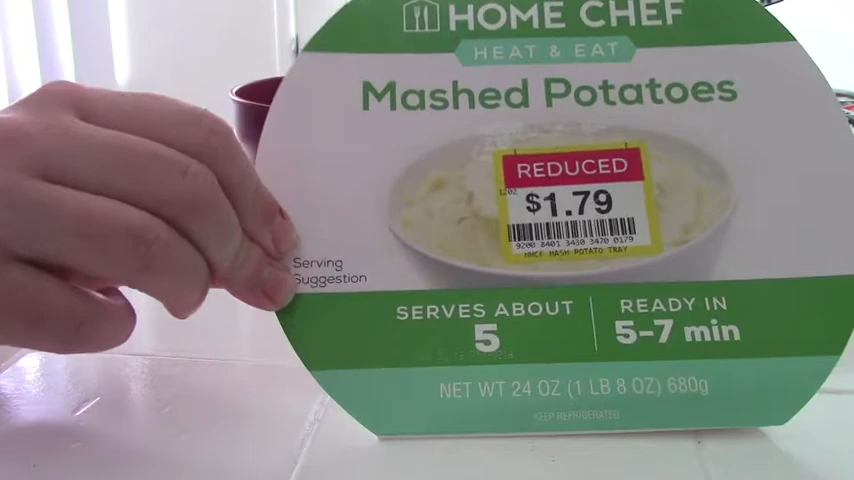 HOME CHEF
HEAT & EAT
Mashed Potatoes
REDUCED
$1.79
9200 8401 3430 3470 0179
HMCF MASH POTATO TRAY
Serving
Suggestion
SERVES ABOUT
5
READY IN
5-7 min
NET WT 24 OZ (1 LB 8 OZ) 680g
KEEP REFRIGERATED